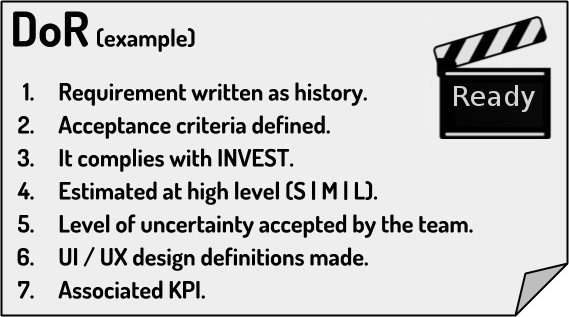 DoR (example)
Ready
1. Requirement written as history.
2. Acceptance criteria defined.
3. It complies with INVEST.
4. Estimated at high level (S | M | L).
5. Level of uncertainty accepted by the team.
6. UI / UX design definitions made.
7. Associated KPI.